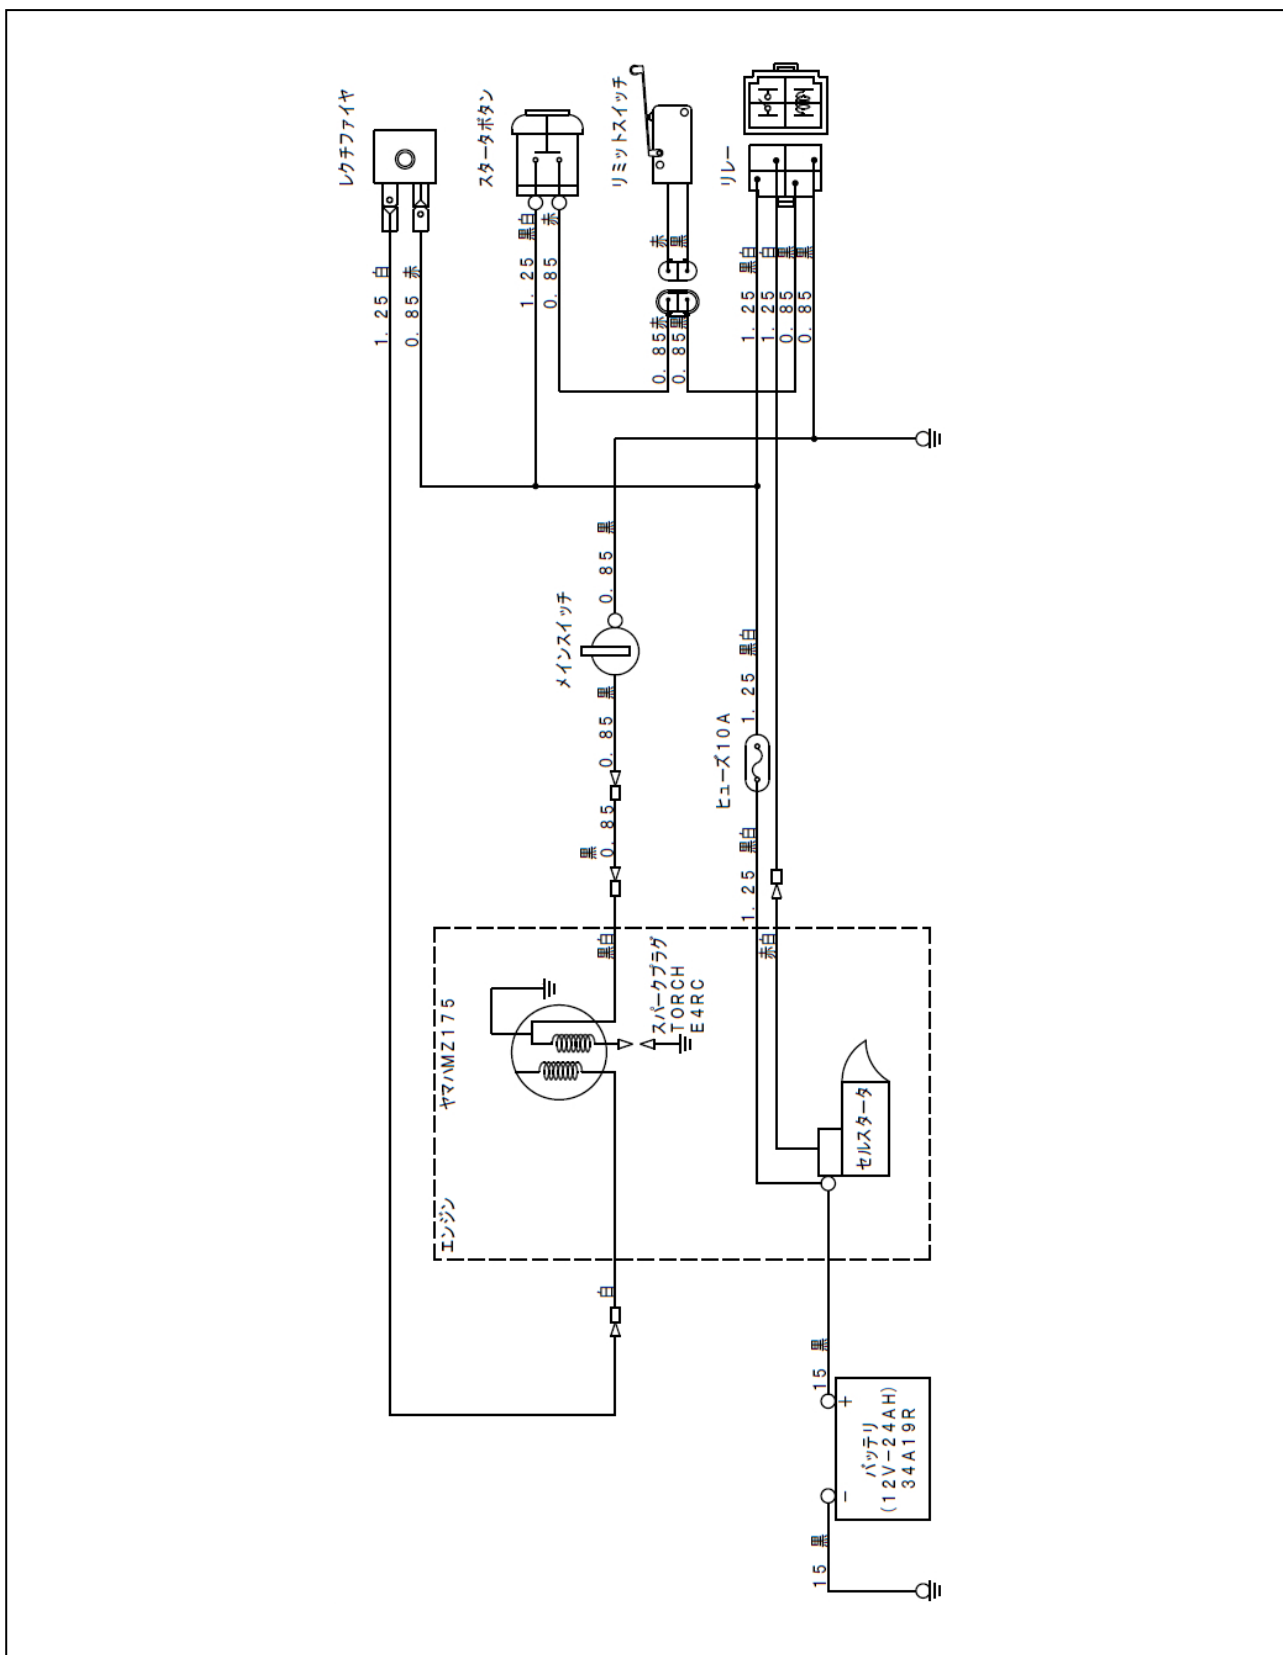 レクチファイヤ
スタータボタン
リミットスイッチ
リレー
1.25 白
0.85 赤
1.25 黒白
0.85 赤
赤
黒
0.85赤
0.85黒
1.25 黒白
1.25 白
0.85 黒
0.85 黒
0.85 黒
メインスイッチ
0.85 黒
黒
0.85
1.25 黒白
ヒューズ10A
1.25 黒白
黒白
赤白
ヤマハMZ175
スパークプラグ
TORCH
E4RC
セルスタータ
エンジン
白
15 黒
+
-
バッテリ
(12V-24AH)
34A19R
15 黒